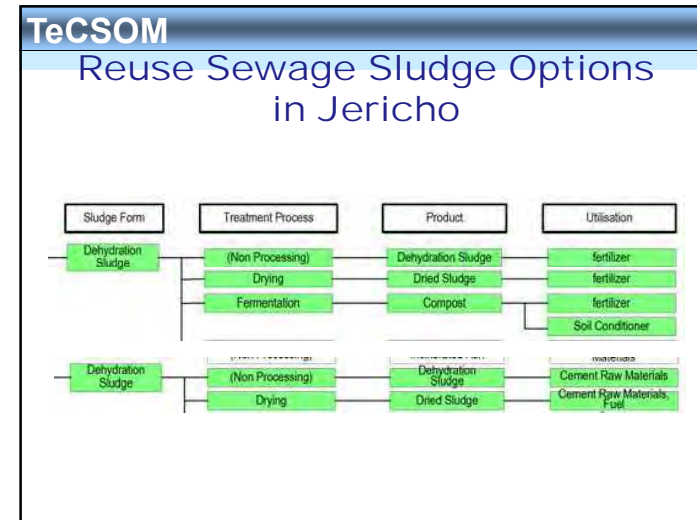 TeCSOM
Reuse Sewage Sludge Options
in Jericho
Sludge Form Treatment Process Product Utilisation
Dehydration
Sludge
(Non Processing) Dehydration Sludge fertilizer
Drying Dried Sludge fertilizer
Fermentation Compost fertilizer
Soil Conditioner
Materials
Dehydration
Sludge
(Non Processing) Dehydration
Sludge
Cement Raw Materials
Drying Dried Sludge Cement Raw Materials,
Fuel